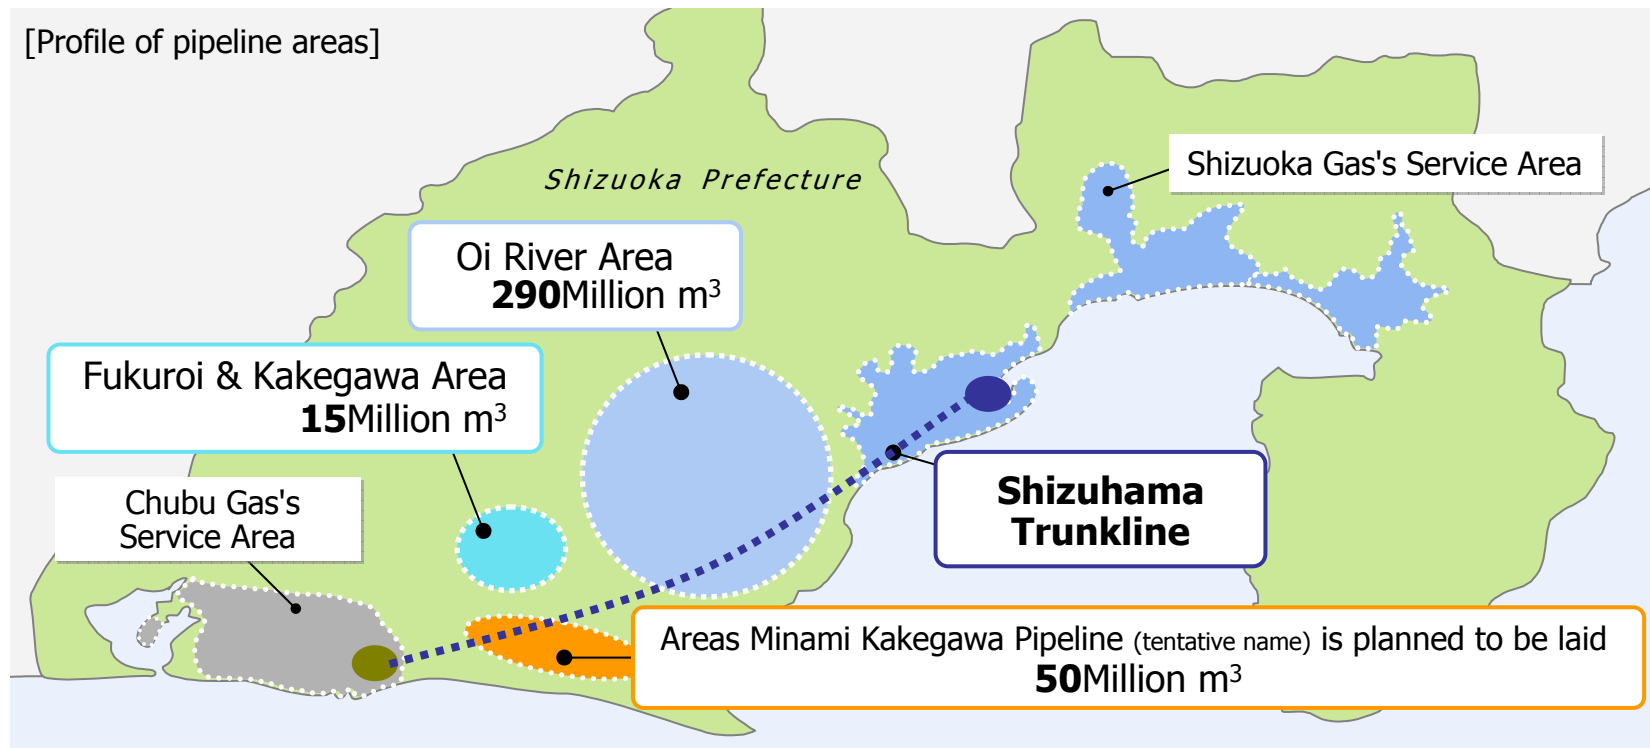 [Profile of pipeline areas]
Shizuoka Prefecture
Shizuoka Gas's Service Area
Oi River Area
290Million m³
Fukuroi & Kakegawa Area
15Million m³
Chubu Gas's
Service Area
Shizuhama
Trunkline
Areas Minami Kakegawa Pipeline (tentative name) is planned to be laid
50Million m³